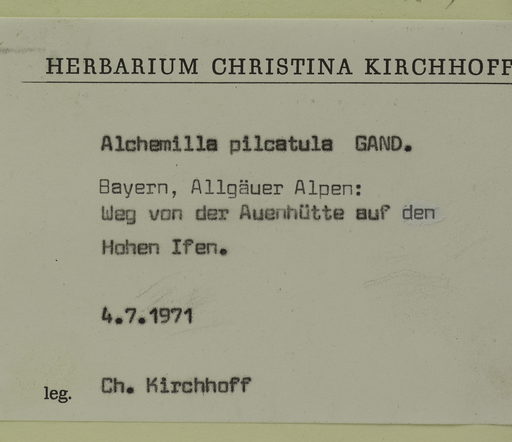 HERBARIUM CHRISTINA KIRCHHOFF
Alchemilla pilcatula GAND.
Bayern, Allgäuer Alpen:
Weg von der Auenhütte auf den
Hohen Ifen.
4.7.1971
leg. Ch. Kirchhoff